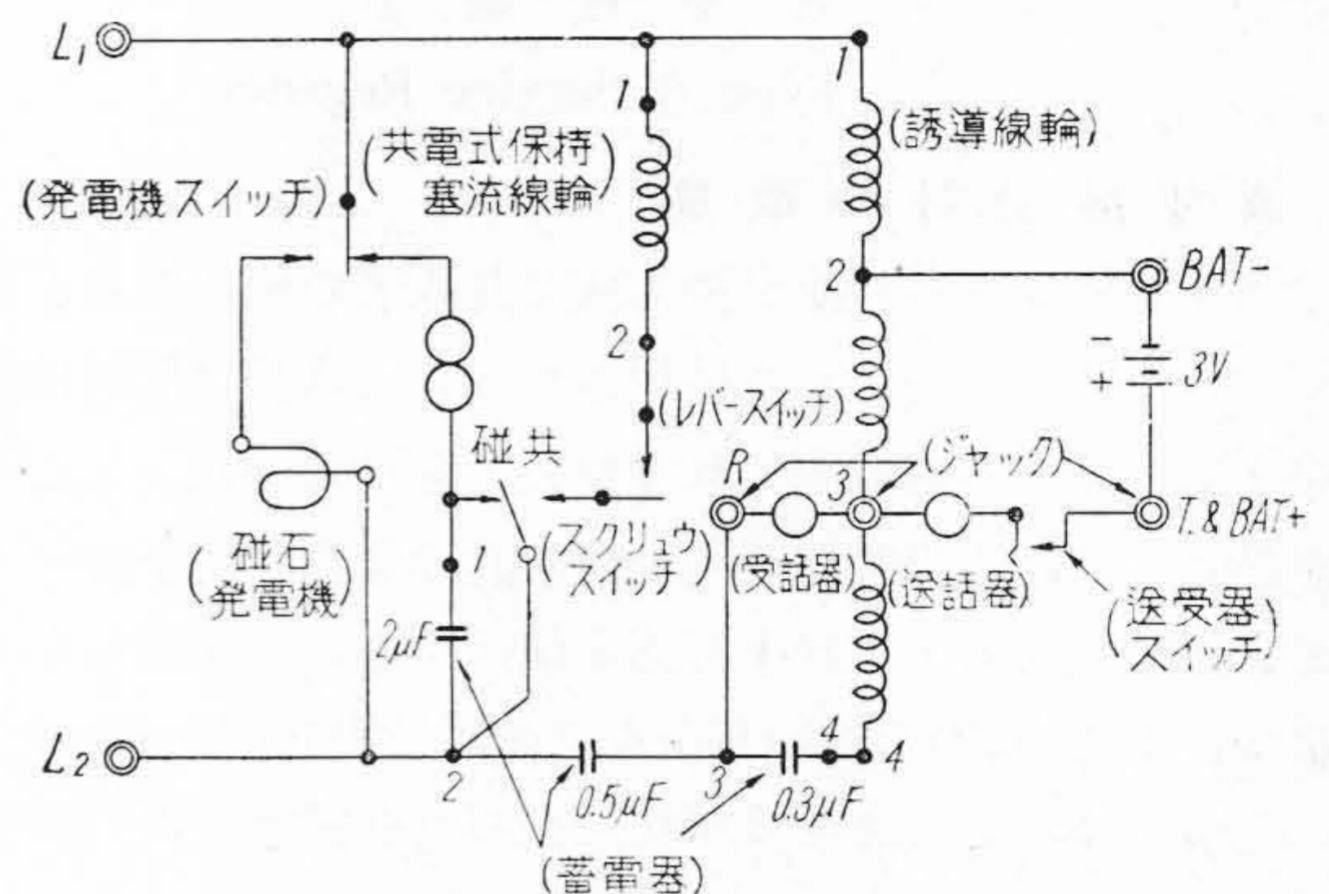 L1
1
1
(誘導線輪)
(共電式保持
塞流線輪)
(発電機スイッチ)
2
BAT-
2
-
+
3V
(レバースイッチ)
磁共
R
3
(ジャック)
T.& BAT+
1
(スクリュウ
スイッチ)
(受話器)
(送話器)
(磁石
発電機)
(送受器
スイッチ)
2μF
L2
2
0.5μF
3
0.3μF
4
4
(蓄電器)